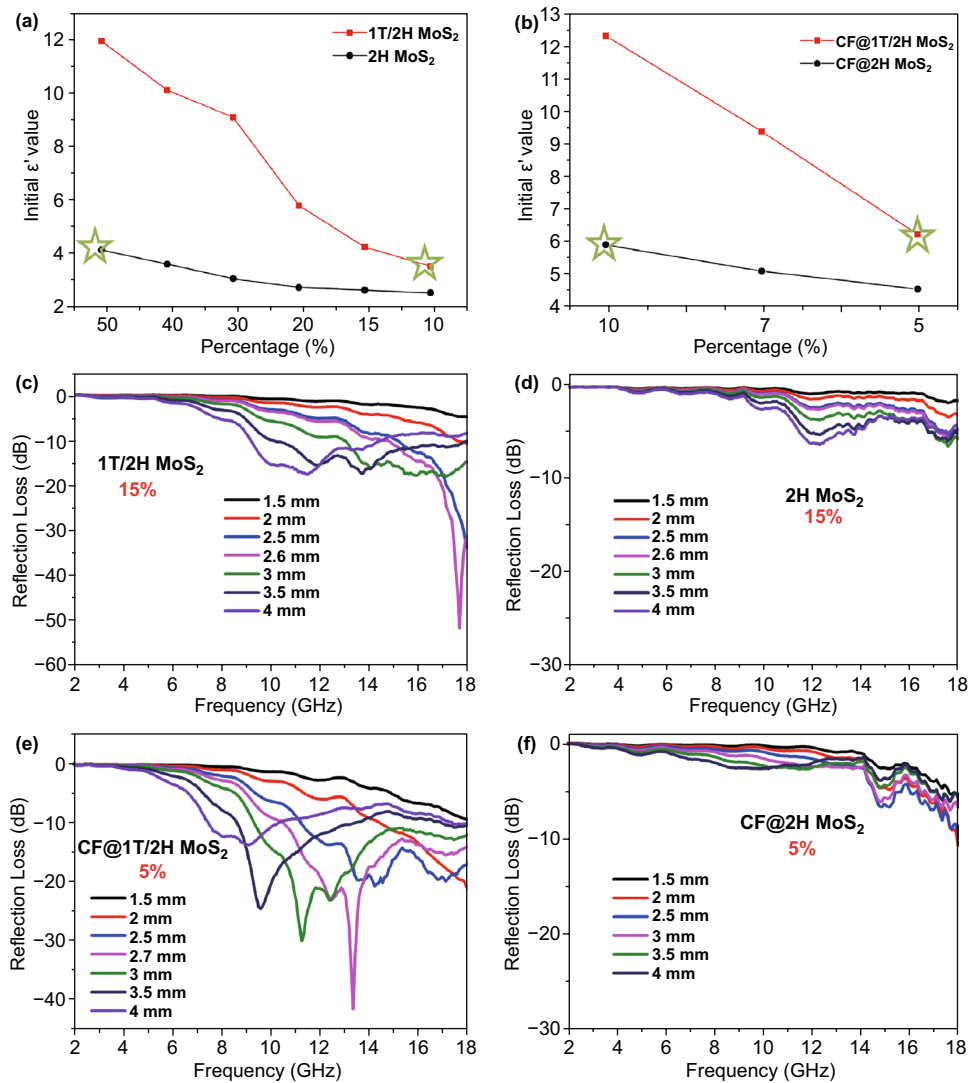 (a)
1T/2H MoS₂
2H MoS₂
Initial ε' value
12
10
8
6
4
2
50
40
30
20
15
10
Percentage (%)
(b)
CF@1T/2H MoS₂
CF@2H MoS₂
Initial ε' value
13
12
11
10
9
8
7
6
5
4
10
7
5
Percentage (%)
(c)
Reflection Loss (dB)
0
−10
−20
−30
−40
−50
−60
1T/2H MoS₂
15%
1.5 mm
2 mm
2.5 mm
2.6 mm
3 mm
3.5 mm
4 mm
2 4 6 8 10 12 14 16 18
Frequency (GHz)
(d)
Reflection Loss (dB)
0
−10
−20
−30
2H MoS₂
15%
1.5 mm
2 mm
2.5 mm
2.6 mm
3 mm
3.5 mm
4 mm
2 4 6 8 10 12 14 16 18
Frequency (GHz)
(e)
Reflection Loss (dB)
0
−10
−20
−30
−40
CF@1T/2H MoS₂
5%
1.5 mm
2 mm
2.5 mm
2.7 mm
3 mm
3.5 mm
4 mm
2 4 6 8 10 12 14 16 18
Frequency (GHz)
(f)
Reflection Loss (dB)
0
−10
−20
−30
CF@2H MoS₂
5%
1.5 mm
2 mm
2.5 mm
3 mm
3.5 mm
4 mm
2 4 6 8 10 12 14 16 18
Frequency (GHz)